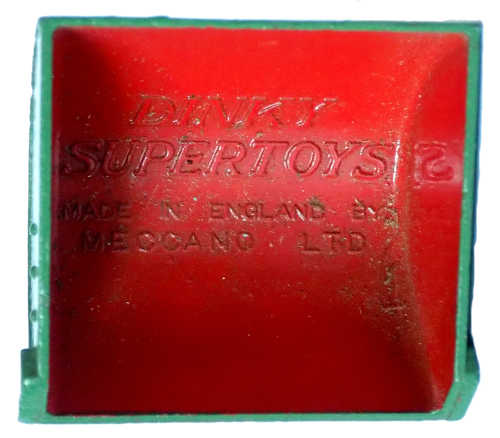 DINKY
SUPERTOYS
MADE IN ENGLAND BY
MECCANO LTD